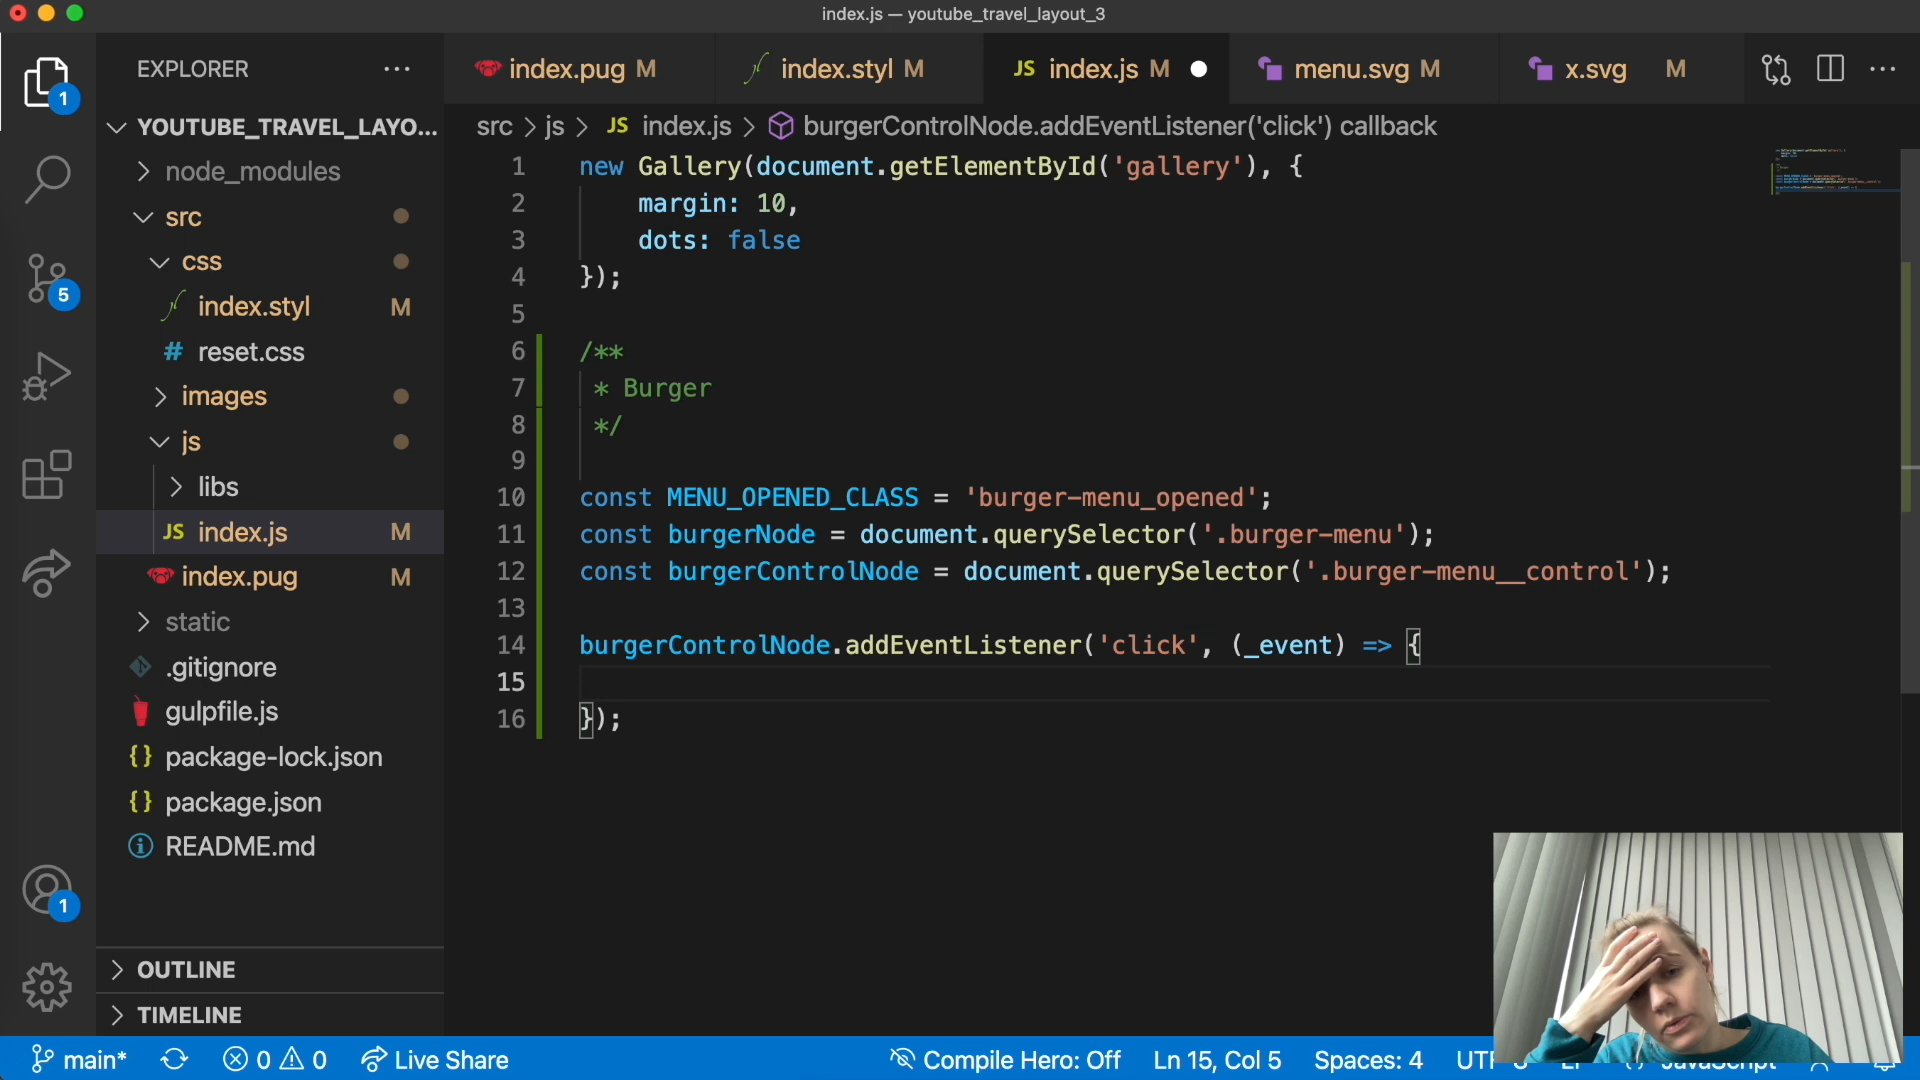 index.js — youtube_travel_layout_3
EXPLORER
index.pug M
index.styl M
JS index.js M
menu.svg M
x.svg M
1
YOUTUBE_TRAVEL_LAYO...
src > js > JS index.js > burgerControlNode.addEventListener('click') callback
node_modules
src
css
index.styl M
# reset.css
images
js
libs
JS index.js M
index.pug M
static
.gitignore
gulpfile.js
{} package-lock.json
{} package.json
README.md
5
1
OUTLINE
TIMELINE
1 new Gallery(document.getElementById('gallery'), {
2 margin: 10,
3 dots: false
4 });
5
6 /**
7 * Burger
8 */
9
10 const MENU_OPENED_CLASS = 'burger-menu_opened';
11 const burgerNode = document.querySelector('.burger-menu');
12 const burgerControlNode = document.querySelector('.burger-menu__control');
13
14 burgerControlNode.addEventListener('click', (_event) => {
15
16 });
main* 0 0 Live Share Compile Hero: Off Ln 15, Col 5 Spaces: 4